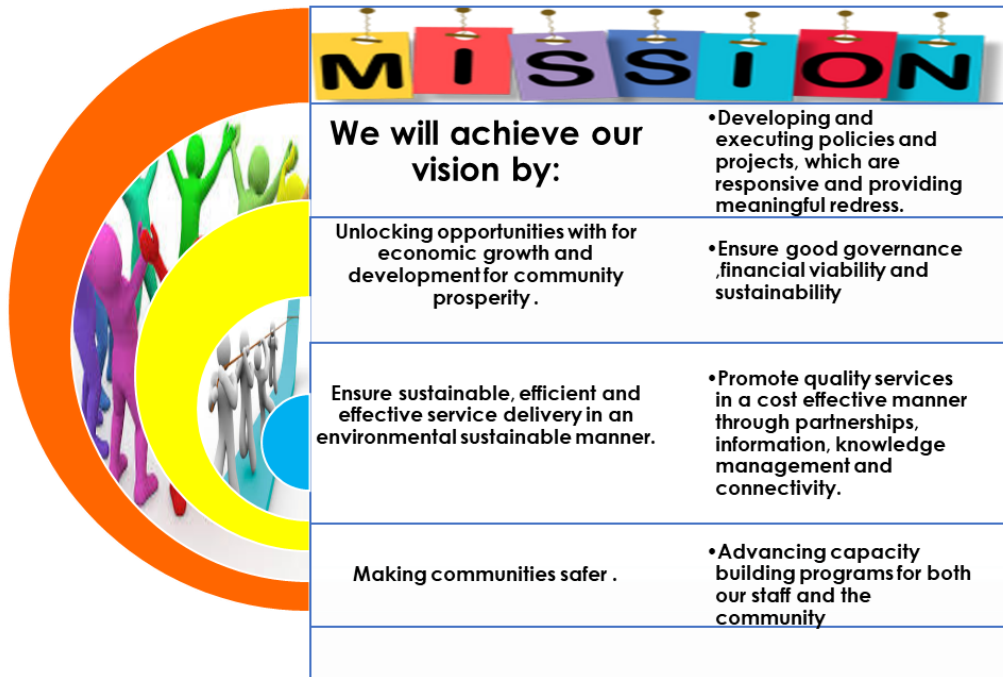 MISSION
We will achieve our
vision by:
•Developing and
executing policies and
projects, which are
responsive and providing
meaningful redress.
Unlocking opportunities with for
economic growth and
development for community
prosperity .
•Ensure good governance
,financial viability and
sustainability
Ensure sustainable, efficient and
effective service delivery in an
environmental sustainable manner.
•Promote quality services
in a cost effective manner
through partnerships,
information, knowledge
management and
connectivity.
Making communities safer .
•Advancing capacity
building programs for both
our staff and the
community